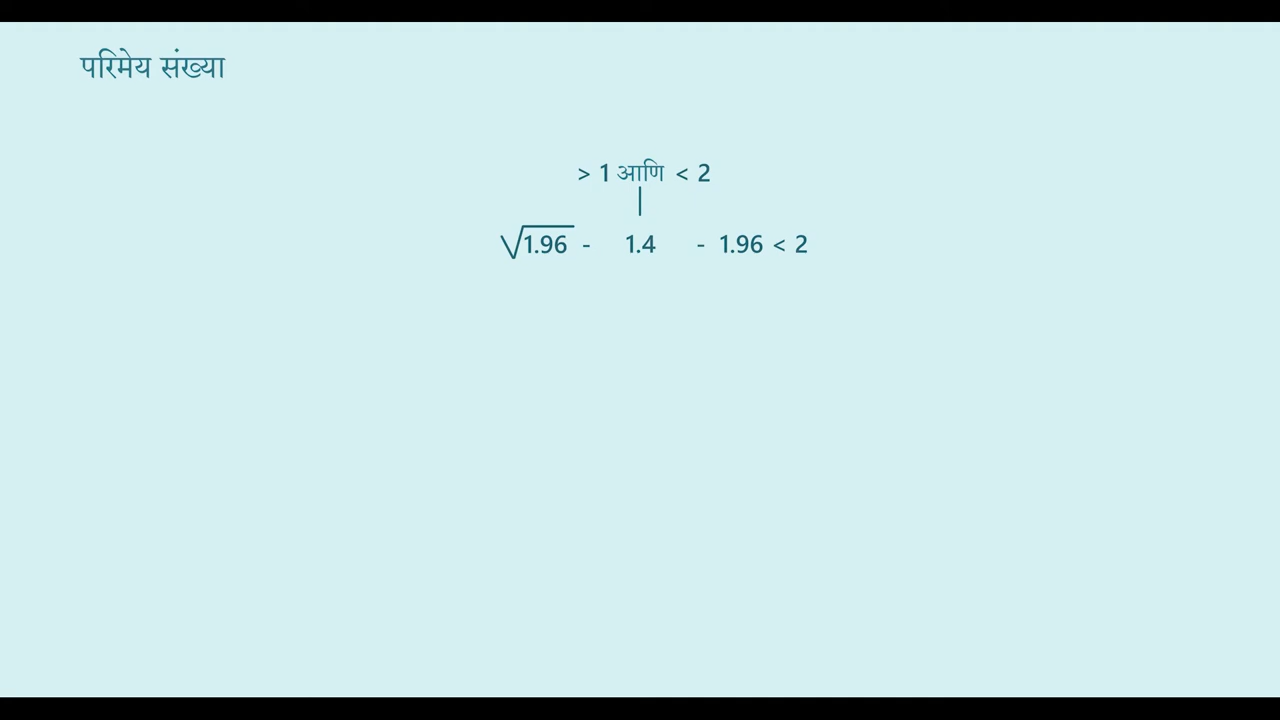 परिमेय संख्या
> 1 आणि < 2
√1.96 - 1.4 - 1.96 < 2